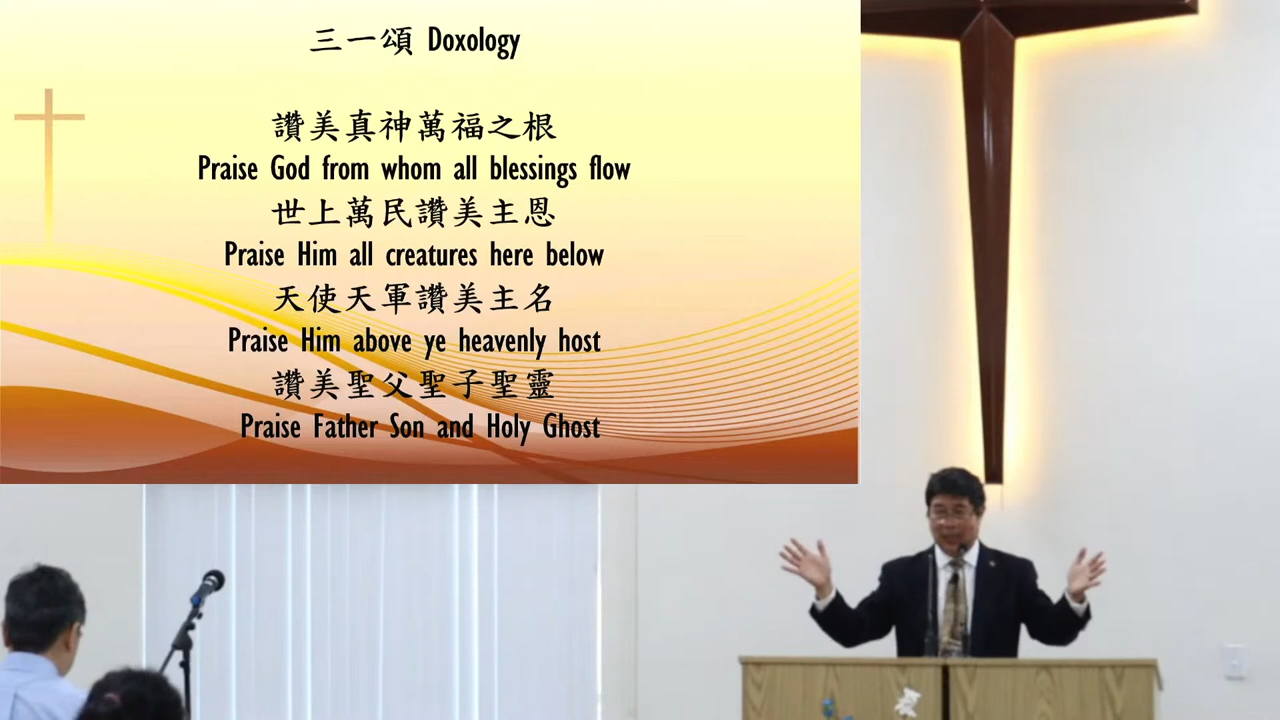 三一頌 Doxology
讚美真神萬福之根
Praise God from whom all blessings flow
世上萬民讚美主恩
Praise Him all creatures here below
天使天軍讚美主名
Praise Him above ye heavenly host
讚美聖父聖子聖靈
Praise Father Son and Holy Ghost